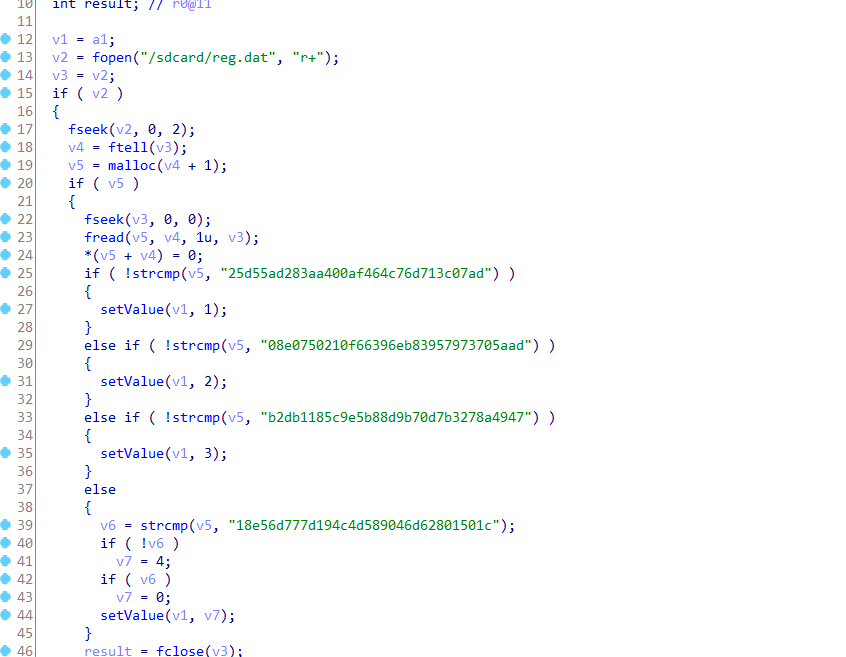 10 int result; // r0@11
11
12 v1 = a1;
13 v2 = fopen("/sdcard/reg.dat", "r+");
14 v3 = v2;
15 if ( v2 )
16 {
17 fseek(v2, 0, 2);
18 v4 = ftell(v3);
19 v5 = malloc(v4 + 1);
20 if ( v5 )
21 {
22 fseek(v3, 0, 0);
23 fread(v5, v4, 1u, v3);
24 *(v5 + v4) = 0;
25 if ( !strcmp(v5, "25d55ad283aa400af464c76d713c07ad") )
26 {
27 setValue(v1, 1);
28 }
29 else if ( !strcmp(v5, "08e0750210f66396eb83957973705aad") )
30 {
31 setValue(v1, 2);
32 }
33 else if ( !strcmp(v5, "b2db1185c9e5b88d9b70d7b3278a4947") )
34 {
35 setValue(v1, 3);
36 }
37 else
38 {
39 v6 = strcmp(v5, "18e56d777d194c4d589046d62801501c");
40 if ( !v6 )
41 v7 = 4;
42 if ( v6 )
43 v7 = 0;
44 setValue(v1, v7);
45 }
46 result = fclose(v3);